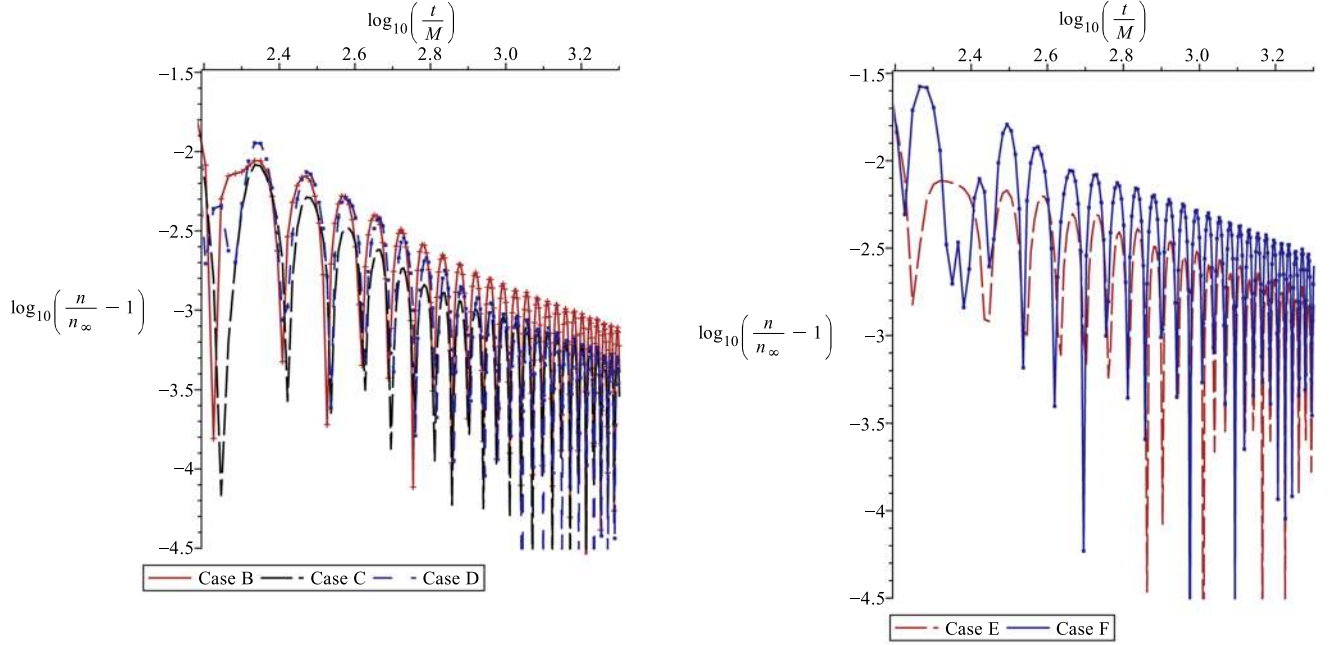 log₁₀(t/M)
2.4 2.6 2.8 3.0 3.2
−1.5
−2
−2.5
−3
−3.5
−4
−4.5
log₁₀(n/n∞ − 1)
Case B Case C Case D
log₁₀(t/M)
2.4 2.6 2.8 3.0 3.2
−1.5
−2
−2.5
−3
−3.5
−4
−4.5
log₁₀(n/n∞ − 1)
Case E Case F